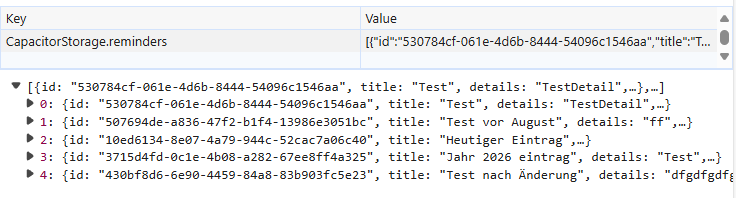 Key Value
CapacitorStorage.reminders [{"id":"530784cf-061e-4d6b-8444-54096c1546aa","title":"T...
▼ [{id: "530784cf-061e-4d6b-8444-54096c1546aa", title: "Test", details: "TestDetail",…},…]
▶ 0: {id: "530784cf-061e-4d6b-8444-54096c1546aa", title: "Test", details: "TestDetail",…}
▶ 1: {id: "507694de-a836-47f2-b1f4-13986e3051bc", title: "Test vor August", details: "ff",…}
▶ 2: {id: "10ed6134-8e07-4a79-944c-52cac7a06c40", title: "Heutiger Eintrag",…}
▶ 3: {id: "3715d4fd-0c1e-4b08-a282-67ee8ff4a325", title: "Jahr 2026 eintrag", details: "Test",…}
▶ 4: {id: "430bf8d6-6e90-4459-84a8-83b903fc5e23", title: "Test nach Änderung", details: "dfgdfgdfg